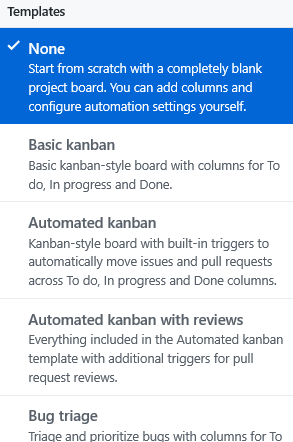 Templates
None
Start from scratch with a completely blank
project board. You can add columns and
configure automation settings yourself.
Basic kanban
Basic kanban-style board with columns for To
do, In progress and Done.
Automated kanban
Kanban-style board with built-in triggers to
automatically move issues and pull requests
across To do, In progress and Done columns.
Automated kanban with reviews
Everything included in the Automated kanban
template with additional triggers for pull
request reviews.
Bug triage
Triage and prioritize bugs with columns for To